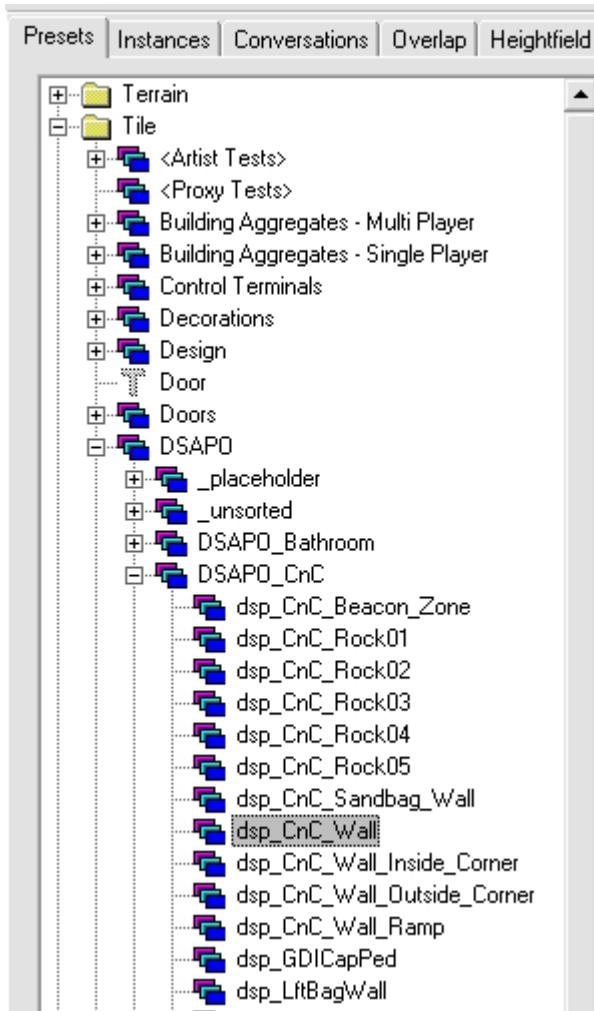 Presets Instances Conversations Overlap Heightfield
Terrain
Tile
<Artist Tests>
<Proxy Tests>
Building Aggregates - Multi Player
Building Aggregates - Single Player
Control Terminals
Decorations
Design
Door
Doors
DSAPO
_placeholder
_unsorted
DSAPO_Bathroom
DSAPO_CnC
dsp_CnC_Beacon_Zone
dsp_CnC_Rock01
dsp_CnC_Rock02
dsp_CnC_Rock03
dsp_CnC_Rock04
dsp_CnC_Rock05
dsp_CnC_Sandbag_Wall
dsp_CnC_Wall
dsp_CnC_Wall_Inside_Corner
dsp_CnC_Wall_Outside_Corner
dsp_CnC_Wall_Ramp
dsp_GDICapPed
dsp_LftBagWall